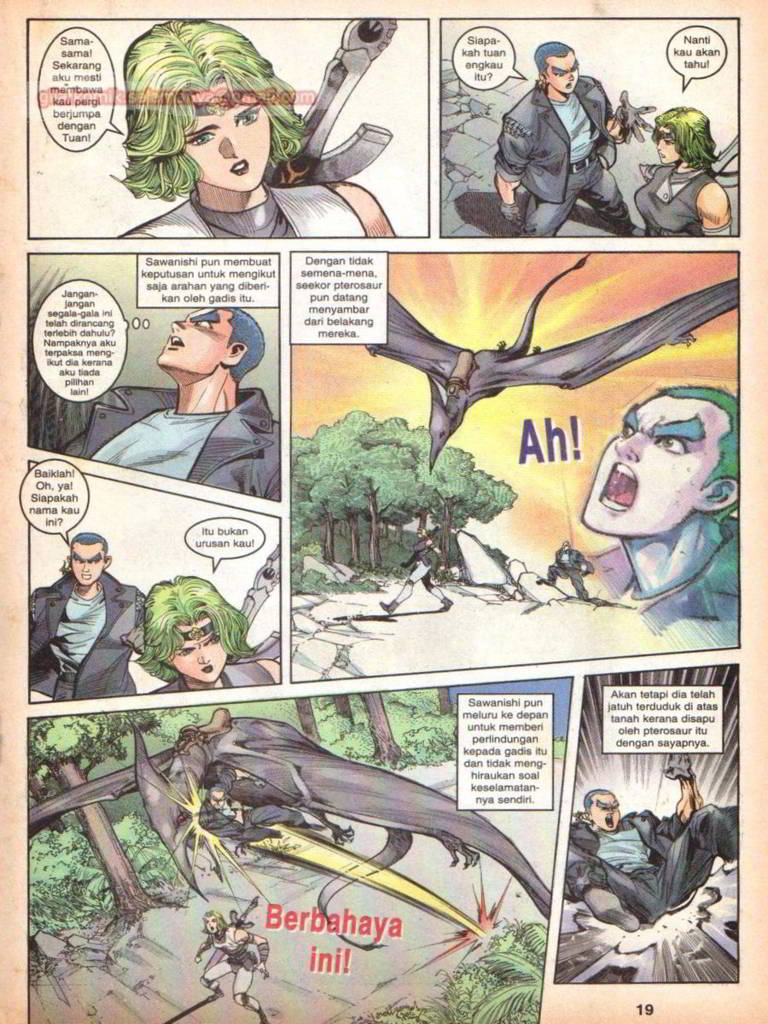 Sama-
sama!
Sekarang
aku mesti
membawa
kau pergi
berjumpa
dengan
Tuan!
Siapa-
kah tuan
engkau
itu?
Nanti
kau akan
tahu!
Sawanishi pun membuat
keputusan untuk mengikut
saja arahan yang diberi-
kan oleh gadis itu.
Jangan-
jangan
segala-gala ini
telah dirancang
terlebih dahulu?
Nampaknya aku
terpaksa meng-
ikut dia kerana
aku tiada
pilihan
lain!
Dengan tidak
semena-mena,
seekor pterosaur
pun datang
menyambar
dari belakang
mereka.
Ah!
Baiklah!
Oh, ya!
Siapakah
nama kau
ini?
Itu bukan
urusan kau!
Sawanishi pun
meluru ke depan
untuk memberi
perlindungan
kepada gadis itu
dan tidak meng-
hiraukan soal
keselamatan-
nya sendiri.
Berbahaya
ini!
Akan tetapi dia telah
jatuh terduduk di atas
tanah kerana disapu
oleh pterosaur itu
dengan sayapnya.
19